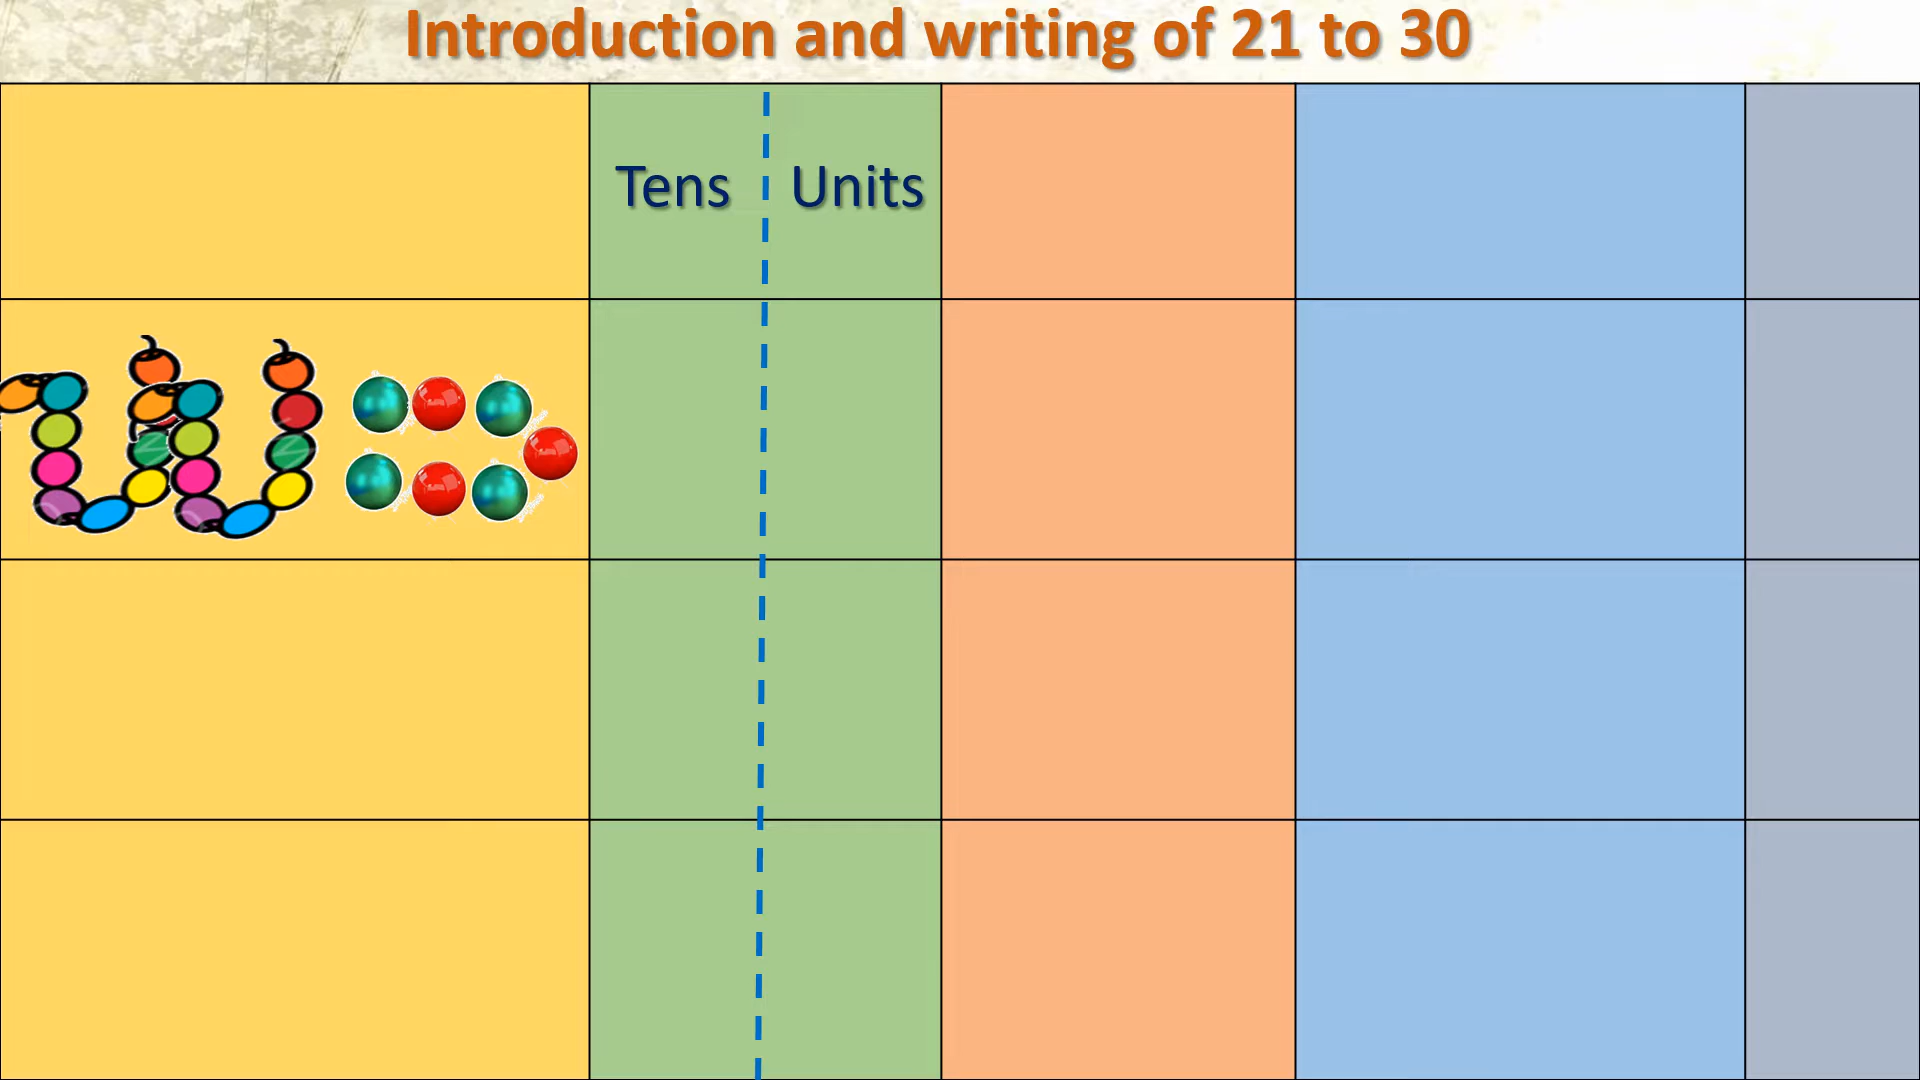 Introduction and writing of 21 to 30
Tens Units